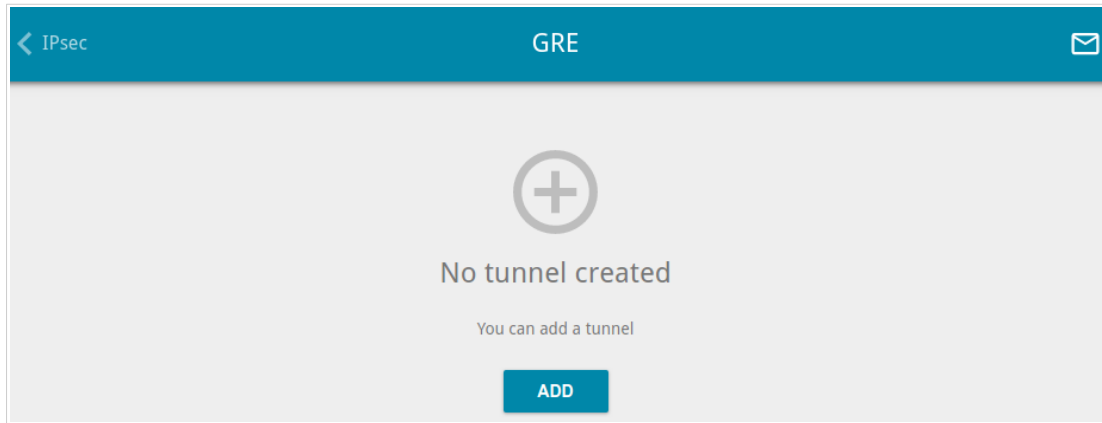 IPsec
GRE
No tunnel created
You can add a tunnel
ADD